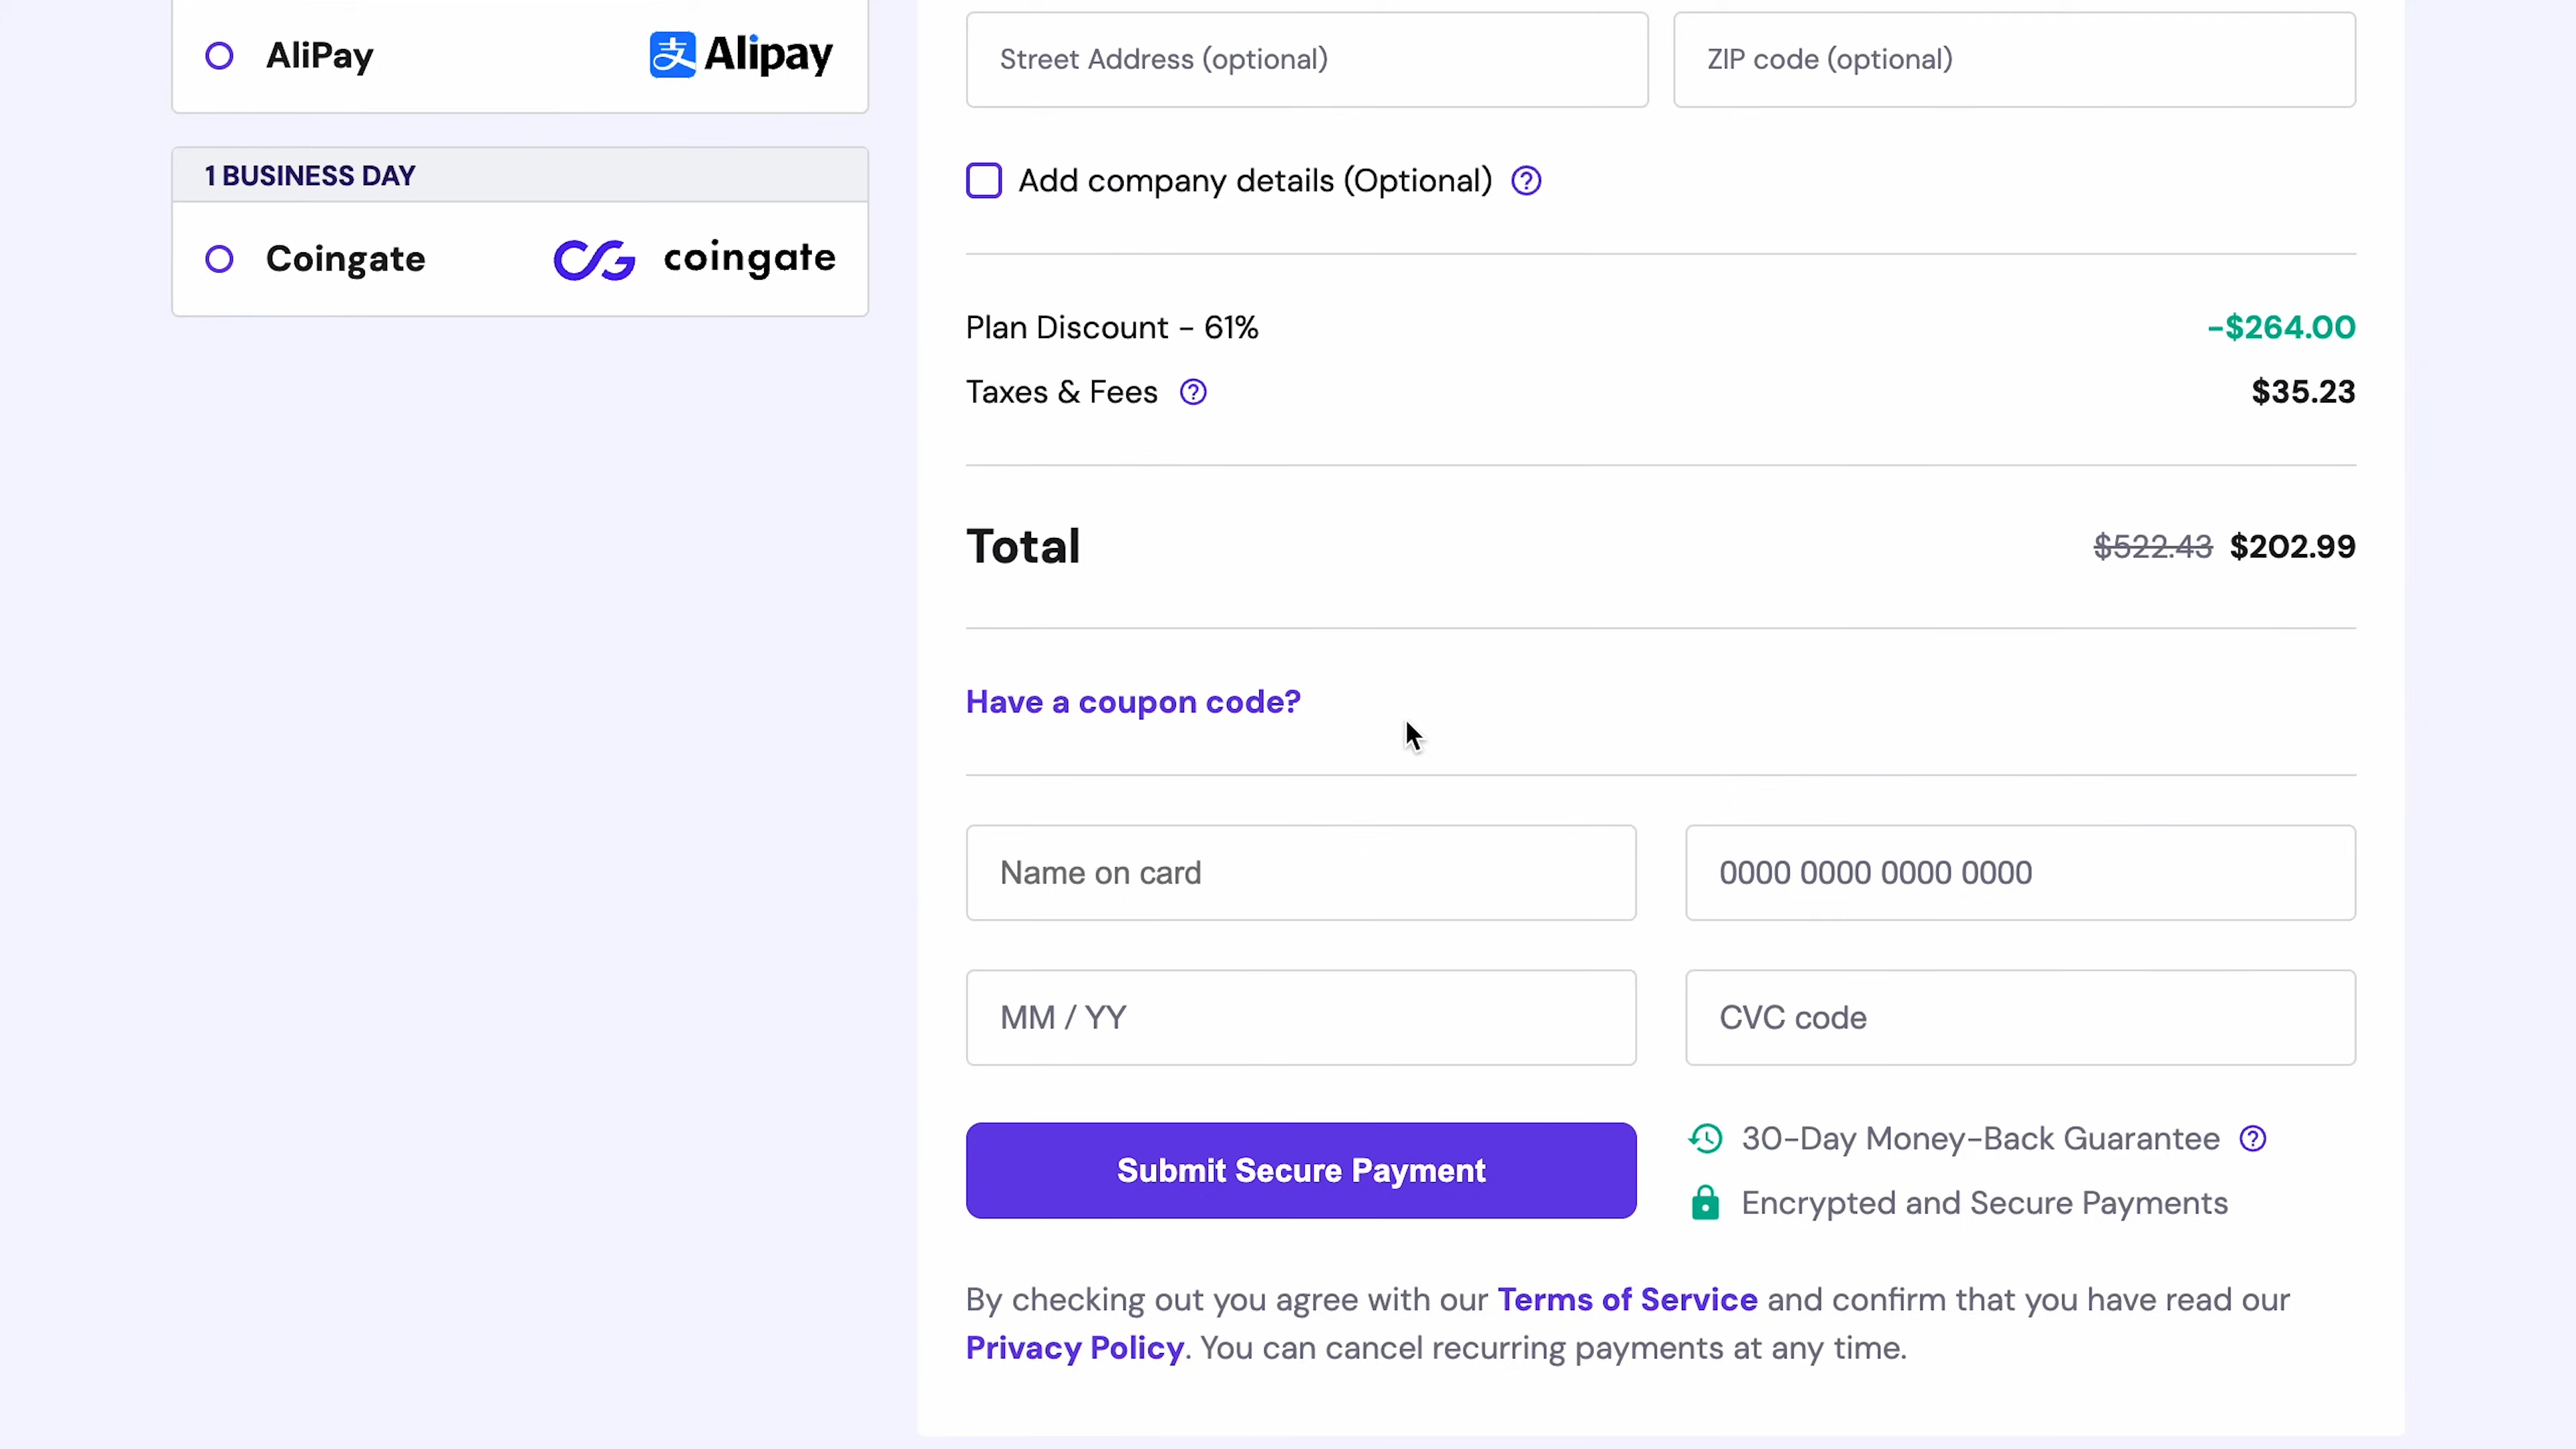 AliPay
支 Alipay
1 BUSINESS DAY
Coingate
CG coingate
Street Address (optional)
ZIP code (optional)
Add company details (Optional) ?
Plan Discount - 61%
-$264.00
Taxes & Fees ?
$35.23
Total
$522.43 $202.99
Have a coupon code?
Name on card
0000 0000 0000 0000
MM / YY
CVC code
Submit Secure Payment
30-Day Money-Back Guarantee ?
Encrypted and Secure Payments
By checking out you agree with our Terms of Service and confirm that you have read our
Privacy Policy. You can cancel recurring payments at any time.